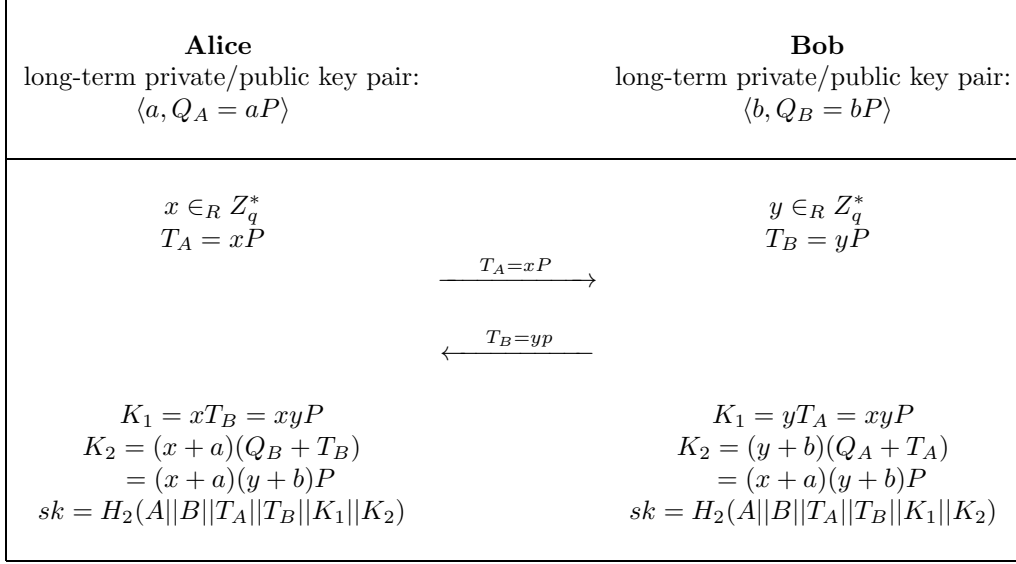 Alice
long-term private/public key pair:
⟨a, Q_A = aP⟩
Bob
long-term private/public key pair:
⟨b, Q_B = bP⟩
x ∈_R Z_q^*
T_A = xP
y ∈_R Z_q^*
T_B = yP
T_A=xP
T_B=yp
K_1 = xT_B = xyP
K_2 = (x + a)(Q_B + T_B)
= (x + a)(y + b)P
sk = H_2(A||B||T_A||T_B||K_1||K_2)
K_1 = yT_A = xyP
K_2 = (y + b)(Q_A + T_A)
= (x + a)(y + b)P
sk = H_2(A||B||T_A||T_B||K_1||K_2)